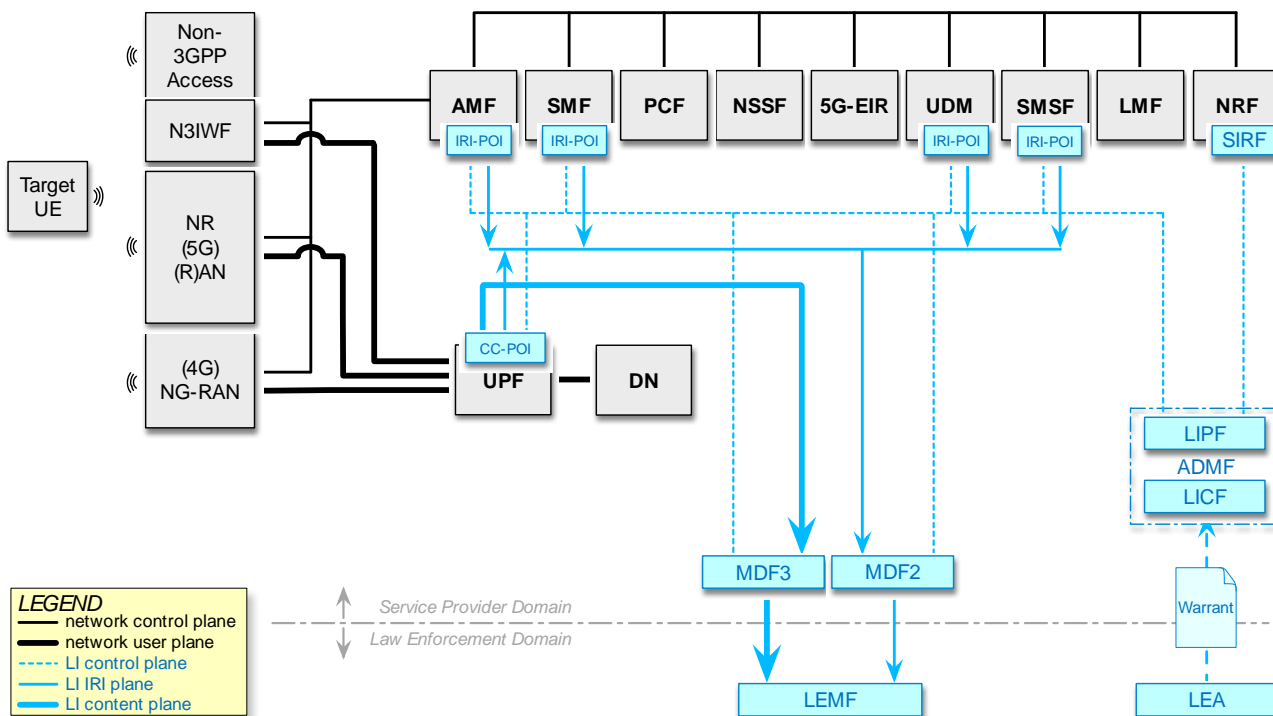 Non-
3GPP
Access
N3IWF
Target
UE
NR
(5G)
(R)AN
(4G)
NG-RAN
AMF
SMF
PCF
NSSF
5G-EIR
UDM
SMSF
LMF
NRF
IRI-POI
IRI-POI
IRI-POI
IRI-POI
SIRF
CC-POI
UPF
DN
LIPF
ADMF
LICF
MDF3
MDF2
Warrant
LEGEND
network control plane
network user plane
LI control plane
LI IRI plane
LI content plane
Service Provider Domain
Law Enforcement Domain
LEMF
LEA